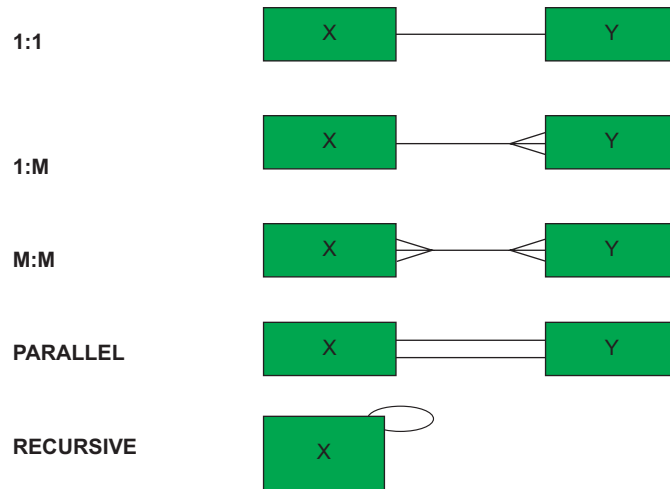 1:1 X Y
1:M X Y
M:M X Y
PARALLEL X Y
RECURSIVE X